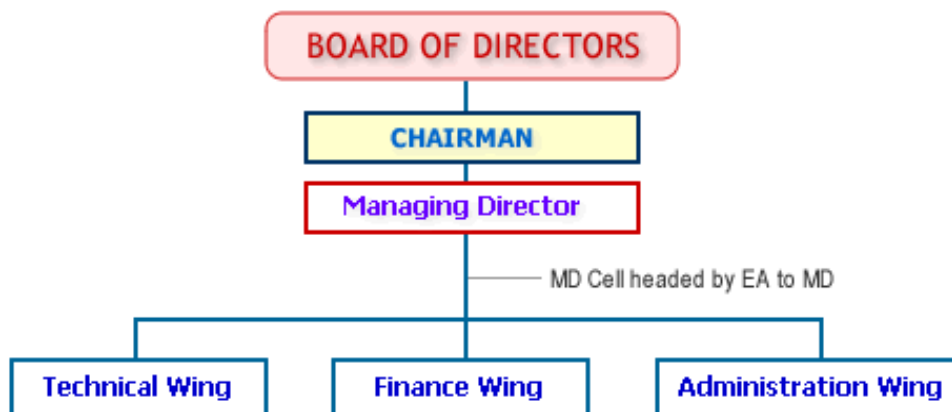 BOARD OF DIRECTORS
CHAIRMAN
Managing Director
MD Cell headed by EA to MD
Technical Wing
Finance Wing
Administration Wing